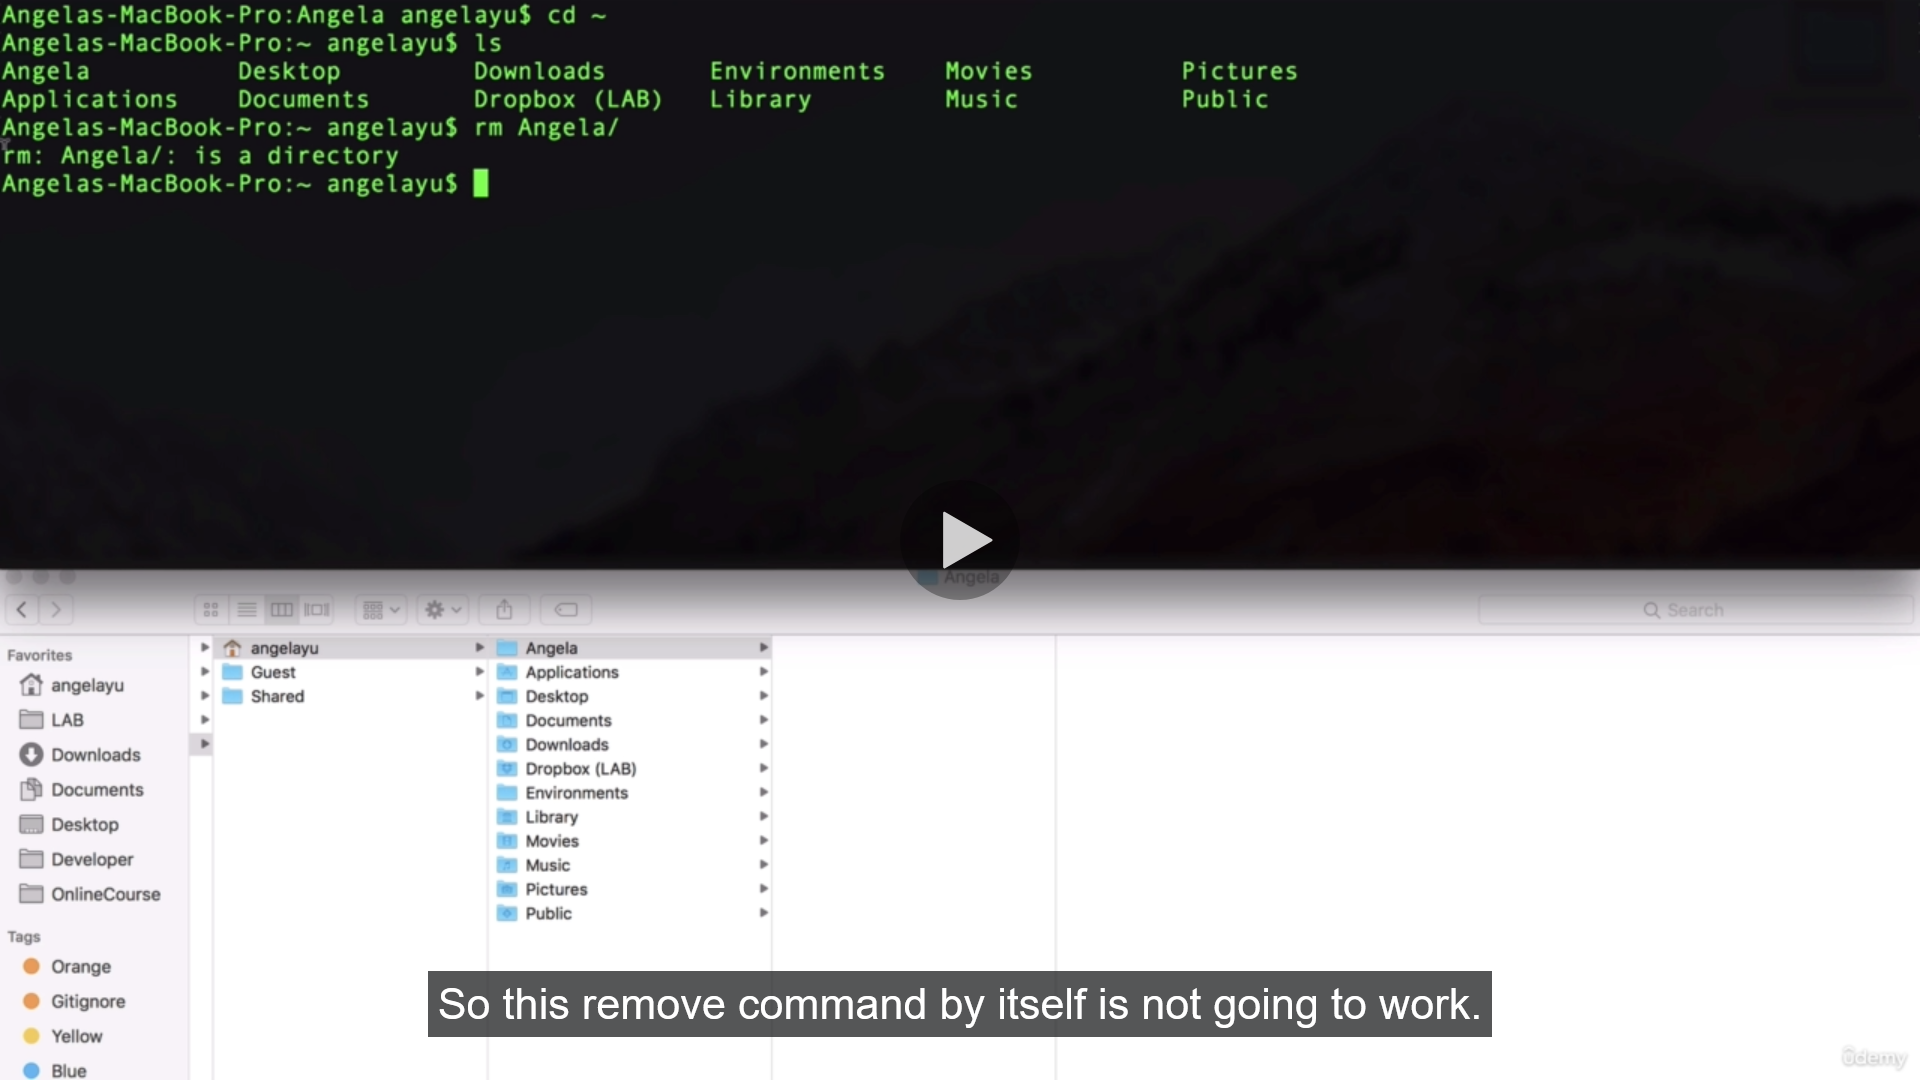 Angelas-MacBook-Pro:Angela angelayu$ cd ~
Angelas-MacBook-Pro:~ angelayu$ ls
Angela Desktop Downloads Environments Movies Pictures
Applications Documents Dropbox (LAB) Library Music Public
Angelas-MacBook-Pro:~ angelayu$ rm Angela/
rm: Angela/: is a directory
Angelas-MacBook-Pro:~ angelayu$
Angela
Search
Favorites
angelayu
LAB
Downloads
Documents
Desktop
Developer
OnlineCourse
Tags
Orange
Gitignore
Yellow
Blue
angelayu
Guest
Shared
Angela
Applications
Desktop
Documents
Downloads
Dropbox (LAB)
Environments
Library
Movies
Music
Pictures
Public
So this remove command by itself is not going to work.
ûdemy